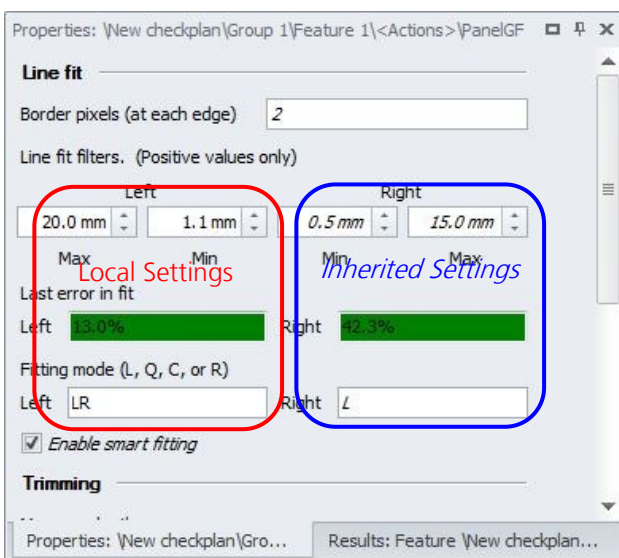 Properties: \New checkplan\Group 1\Feature 1\<Actions>\PanelGF
Line fit
Border pixels (at each edge) 2
Line fit filters. (Positive values only)
Left Right
20.0 mm 1.1 mm 0.5 mm 15.0 mm
Max Min Min Max
Local Settings Inherited Settings
Last error in fit
Left 13.0% Right 42.3%
Fitting mode (L, Q, C, or R)
Left LR Right L
Enable smart fitting
Trimming
Properties: \New checkplan\Gro... Results: Feature \New checkplan...